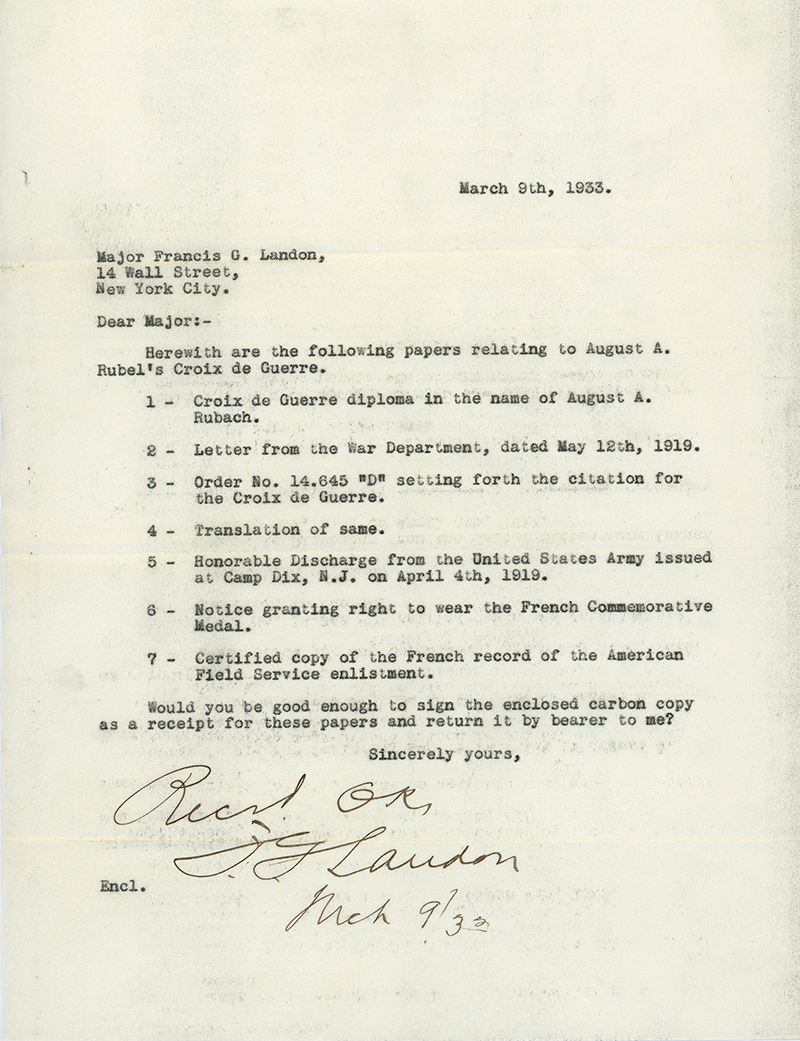 March 9th, 1933.
Major Francis G. Landon,
14 Wall Street,
New York City.
Dear Major:-
Herewith are the following papers relating to August A.
Rubel's Croix de Guerre.
1 - Croix de Guerre diploma in the name of August A.
Rubach.
2 - Letter from the War Department, dated May 12th, 1919.
3 - Order No. 14.645 "D" setting forth the citation for
the Croix de Guerre.
4 - Translation of same.
5 - Honorable Discharge from the United States Army issued
at Camp Dix, N.J. on April 4th, 1919.
6 - Notice granting right to wear the French Commemorative
Medal.
7 - Certified copy of the French record of the American
Field Service enlistment.
Would you be good enough to sign the enclosed carbon copy
as a receipt for these papers and return it by bearer to me?
Sincerely yours,
Recd. OK,
F. G Landon
Encl.
Mch 9/33